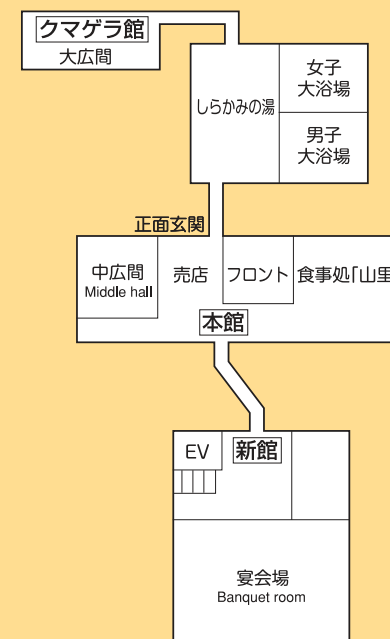 クマゲラ館
大広間
しらかみの湯
女子
大浴場
男子
大浴場
正面玄関
中広間
Middle hall
売店
フロント
食事処「山里
本館
EV
新館
宴会場
Banquet room